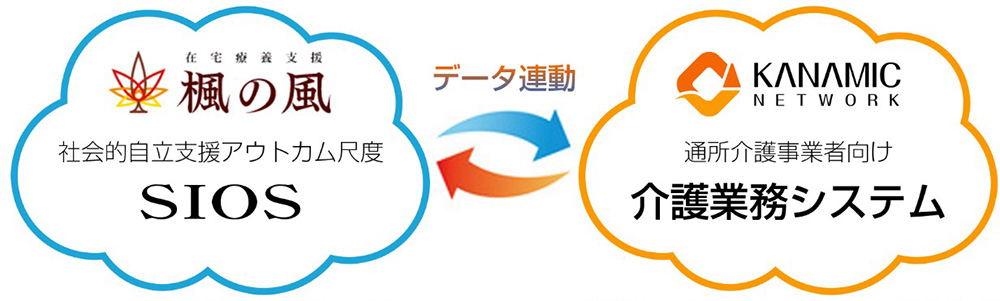 在宅療養支援
楓の風
社会的自立支援アウトカム尺度
SIOS
データ連動
KANAMIC
NETWORK
通所介護事業者向け
介護業務システム